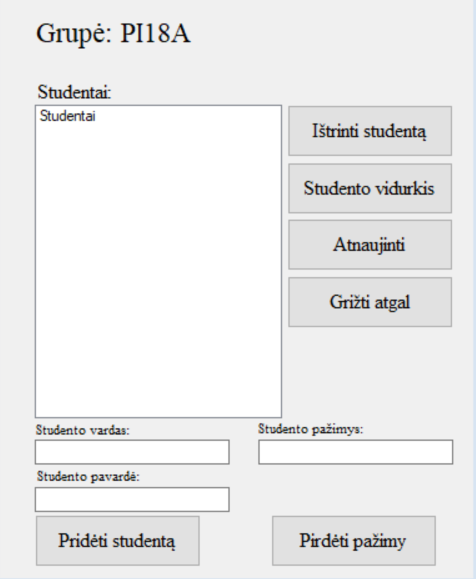 Grupė: PI18A
Studentai:
Studentai
Ištrinti studentą
Studento vidurkis
Atnaujinti
Grižti atgal
Studento vardas:
Studento pažimys:
Studento pavardė:
Pridėti studentą
Pirdėti pažimy